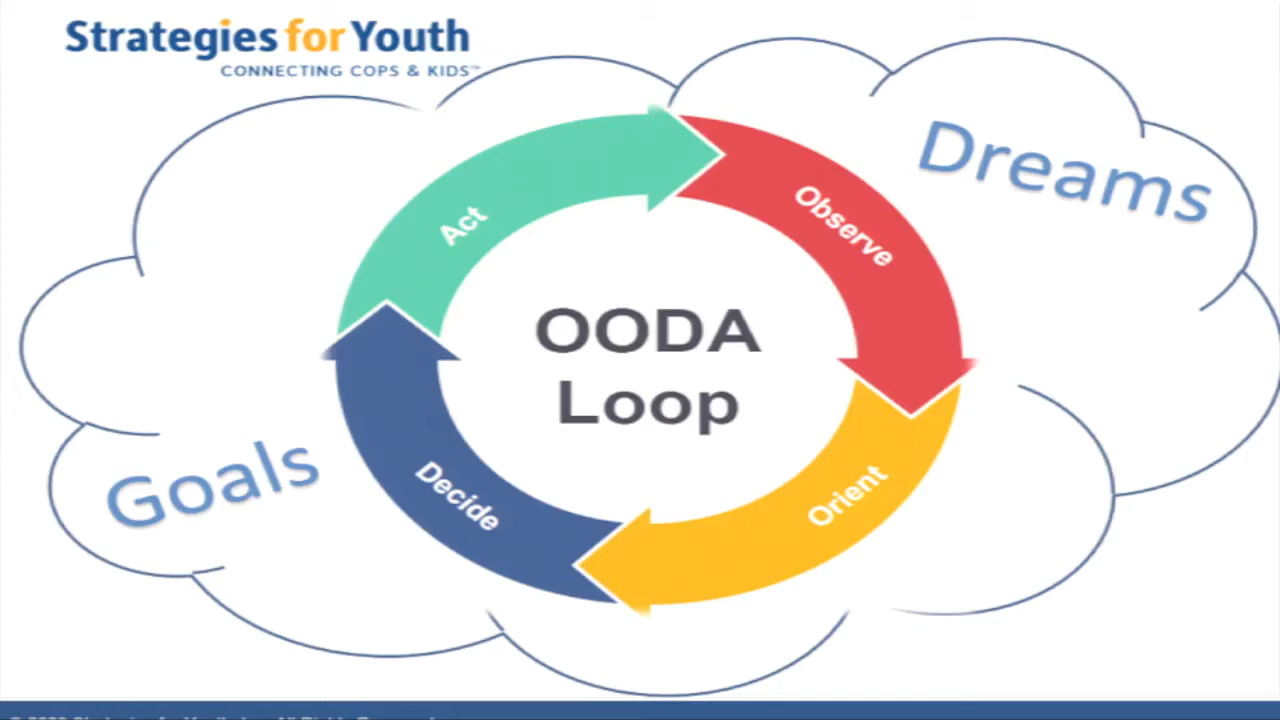 Strategies for Youth
CONNECTING COPS & KIDS™
Dreams
Act
Observe
OODA
Loop
Goals
Decide
Orient